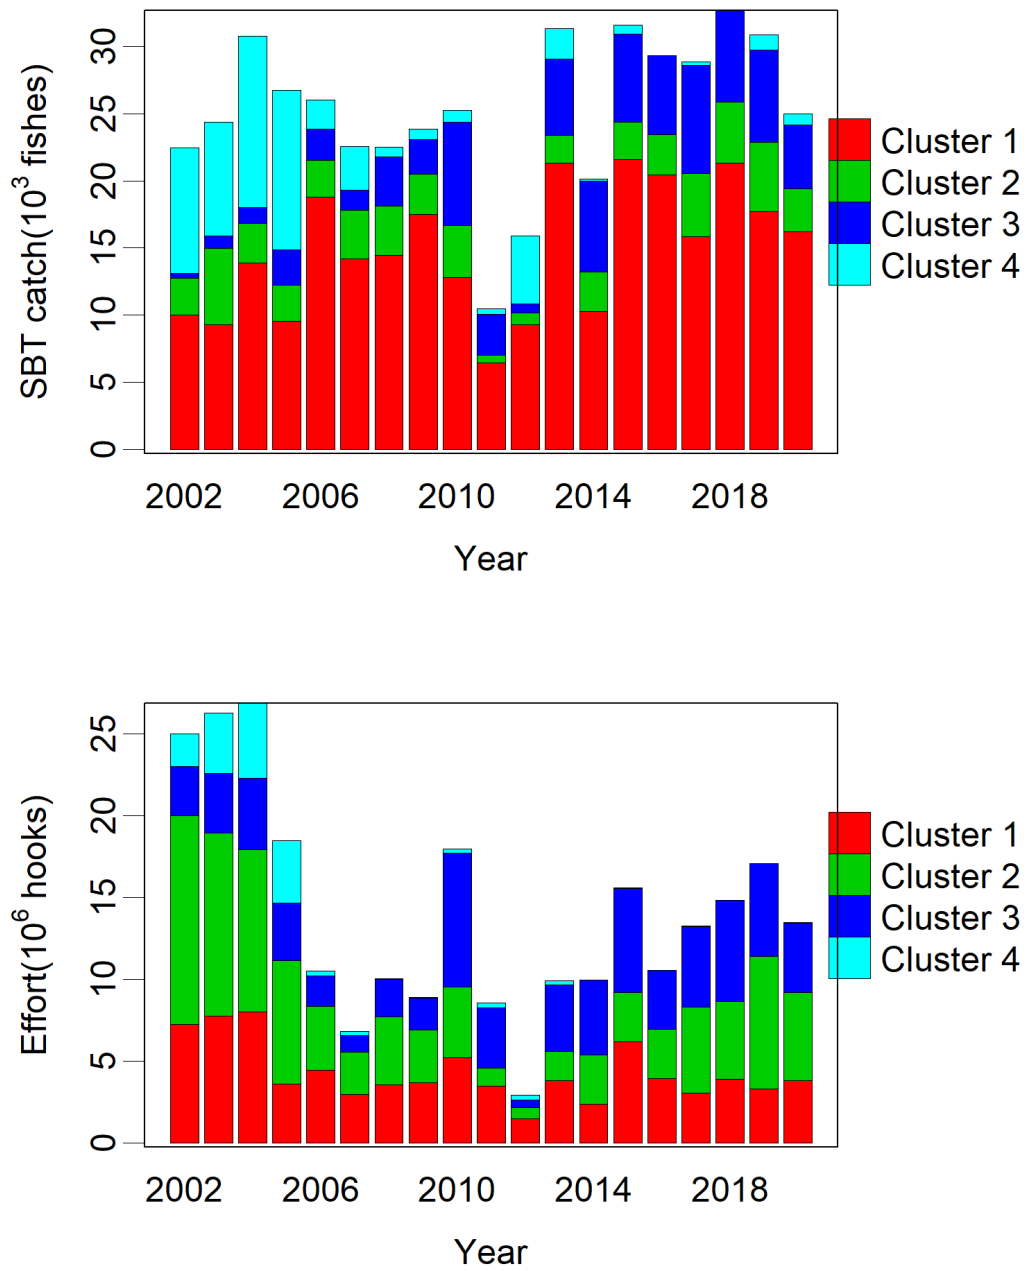 SBT catch(10³ fishes)
30
25
20
15
10
5
0
Cluster 1
Cluster 2
Cluster 3
Cluster 4
2002 2006 2010 2014 2018
Year
Effort(10⁶ hooks)
25
20
15
10
5
0
Cluster 1
Cluster 2
Cluster 3
Cluster 4
2002 2006 2010 2014 2018
Year